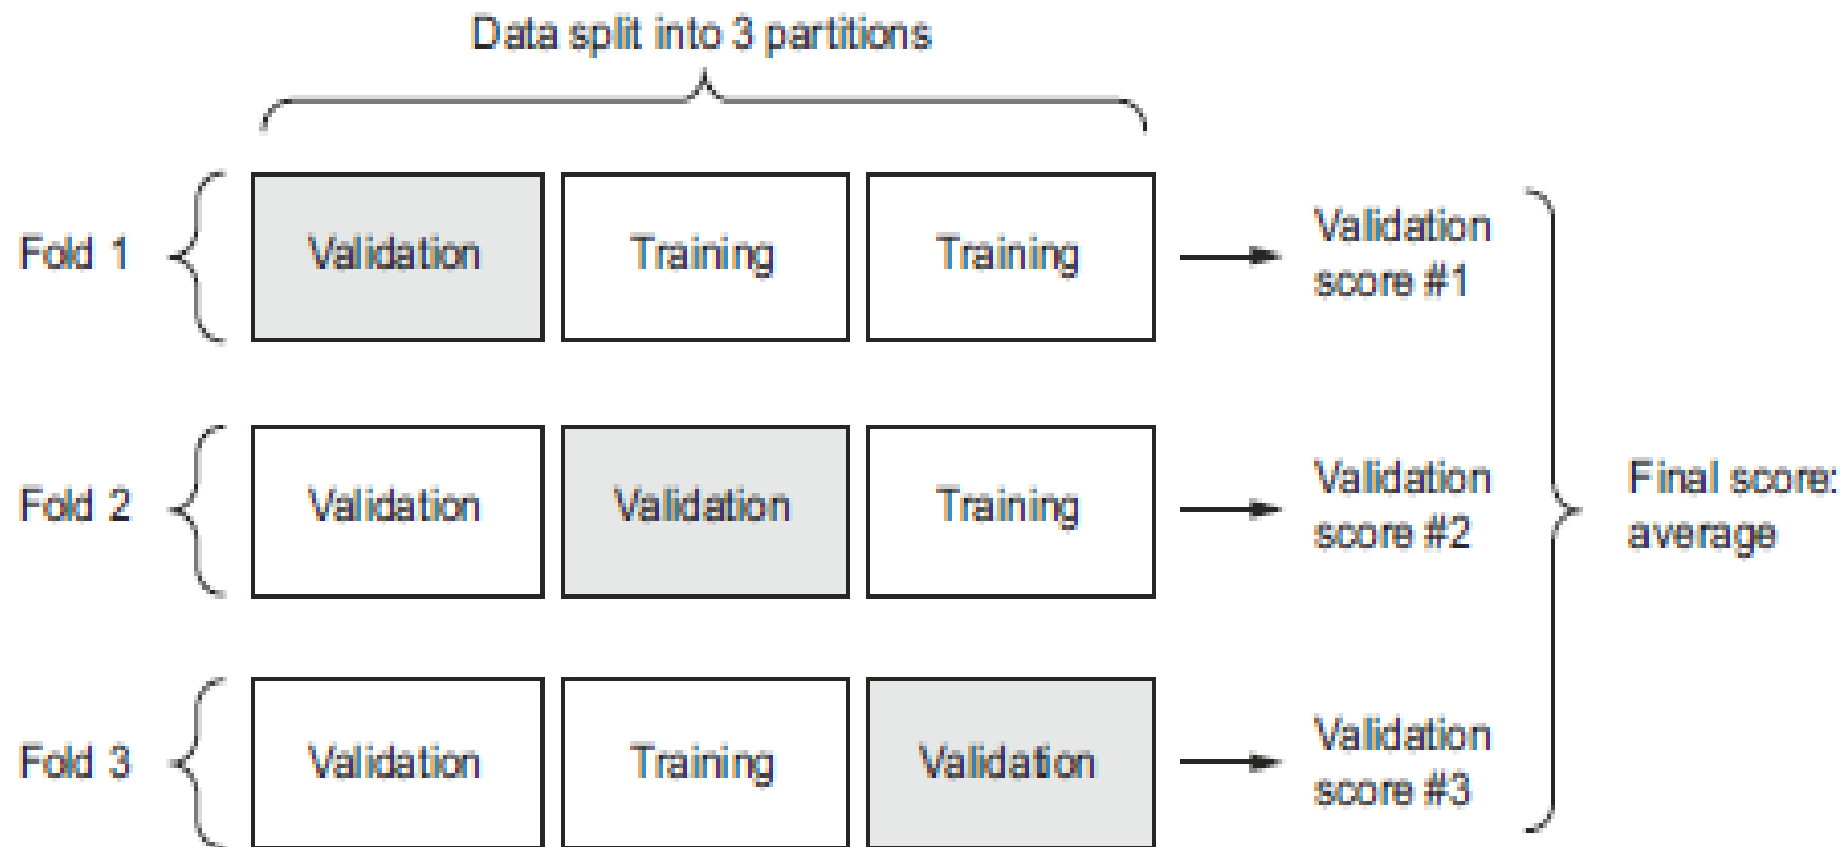 Data split into 3 partitions
Fold 1
Validation
Training
Training
Validation
score #1
Fold 2
Validation
Validation
Training
Validation
score #2
Final score:
average
Fold 3
Validation
Training
Validation
Validation
score #3